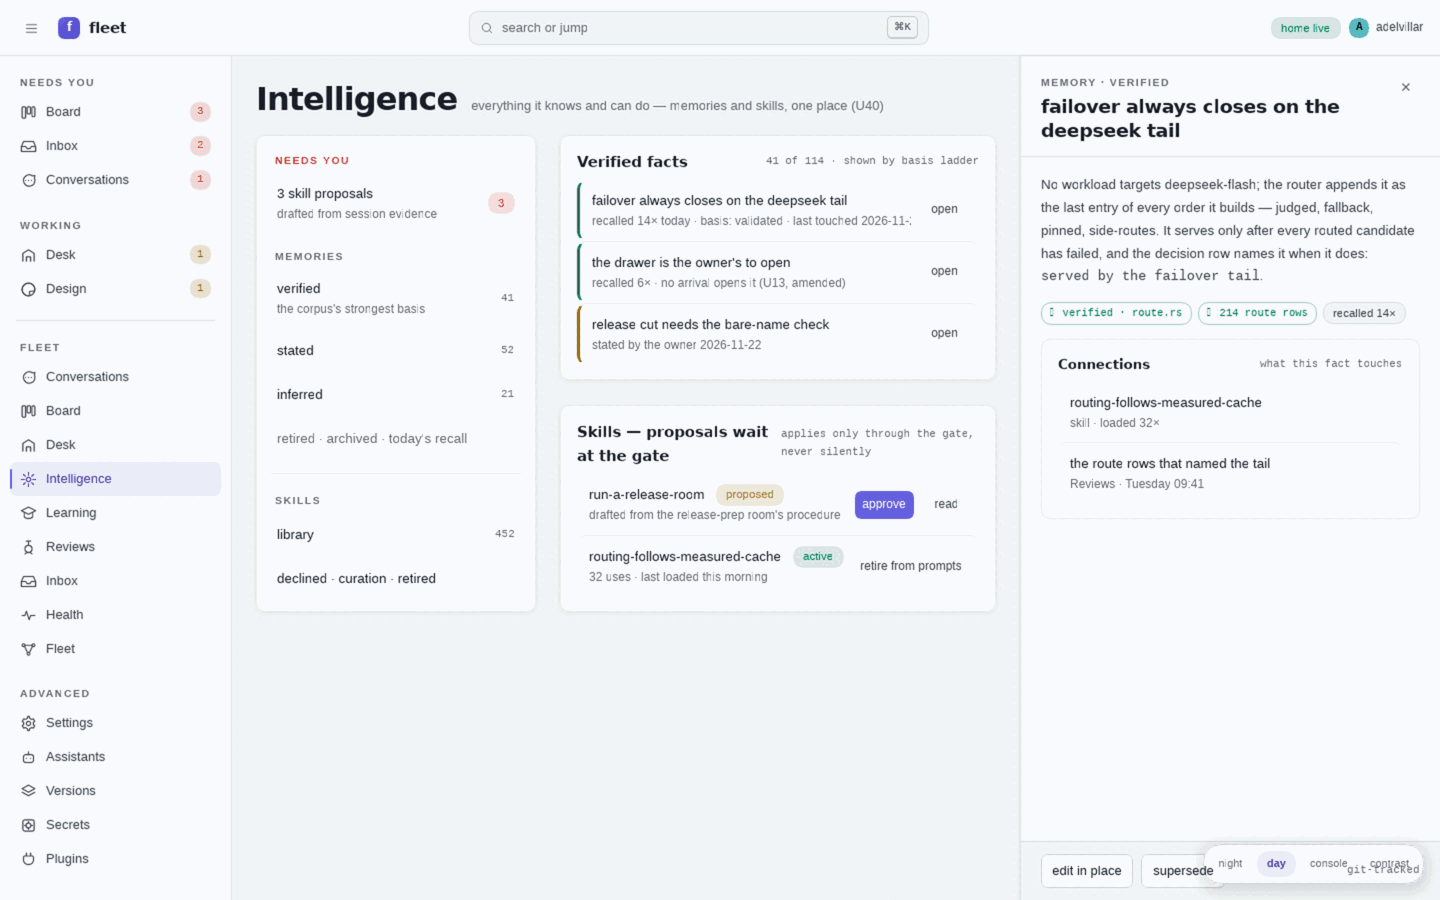 f fleet
search or jump
⌘K
home live
A adelvillar
NEEDS YOU
Board 3
Inbox 2
Conversations 1
WORKING
Desk 1
Design 1
FLEET
Conversations
Board
Desk
Intelligence
Learning
Reviews
Inbox
Health
Fleet
ADVANCED
Settings
Assistants
Versions
Secrets
Plugins
Intelligence
everything it knows and can do — memories and skills, one place (U40)
NEEDS YOU
3 skill proposals
drafted from session evidence
3
MEMORIES
verified
the corpus's strongest basis
41
stated 52
inferred 21
retired · archived · today's recall
SKILLS
library 452
declined · curation · retired
Verified facts
41 of 114 · shown by basis ladder
failover always closes on the deepseek tail
recalled 14× today · basis: validated · last touched 2026-11-
open
the drawer is the owner's to open
recalled 6× · no arrival opens it (U13, amended)
open
release cut needs the bare-name check
stated by the owner 2026-11-22
open
Skills — proposals wait
at the gate
applies only through the gate,
never silently
run-a-release-room proposed
drafted from the release-prep room's procedure
approve
read
routing-follows-measured-cache active
32 uses · last loaded this morning
retire from prompts
MEMORY · VERIFIED
failover always closes on the
deepseek tail
×
No workload targets deepseek-flash; the router appends it as
the last entry of every order it builds — judged, fallback,
pinned, side-routes. It serves only after every routed candidate
has failed, and the decision row names it when it does:
served by the failover tail.
verified · route.rs
214 route rows
recalled 14×
Connections
what this fact touches
routing-follows-measured-cache
skill · loaded 32×
the route rows that named the tail
Reviews · Tuesday 09:41
edit in place
supersede
night
day
console
contrast
git-tracked